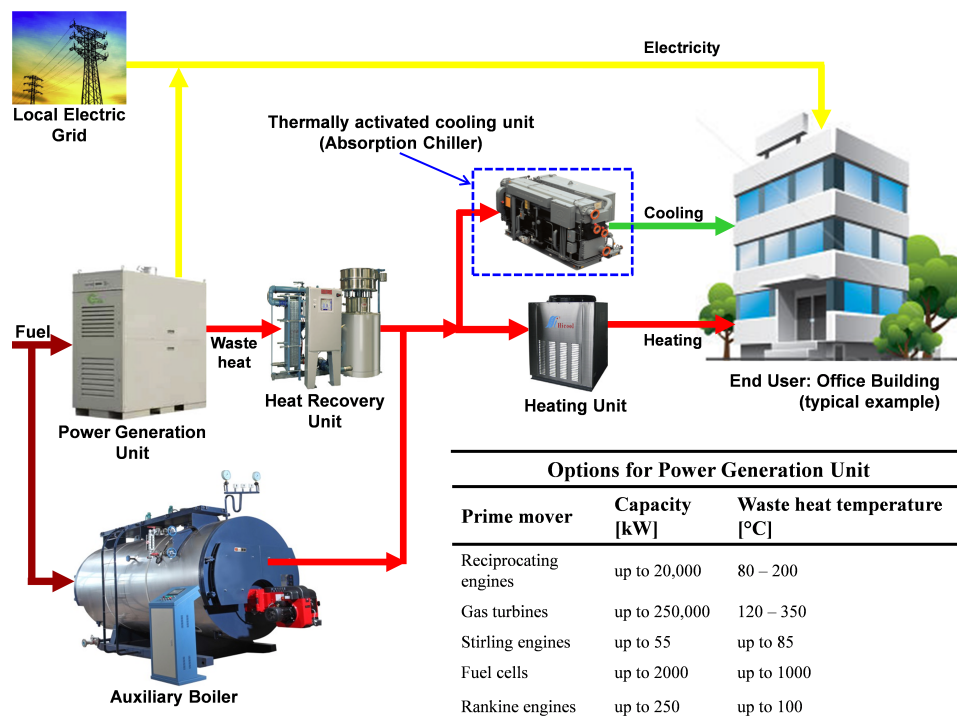 Electricity
Local Electric
Grid
Thermally activated cooling unit
(Absorption Chiller)
Cooling
Fuel
Waste
heat
Heating
Heat Recovery
Unit
Heating Unit
End User: Office Building
(typical example)
Power Generation
Unit
Auxiliary Boiler
Options for Power Generation Unit
Prime mover
Capacity
[kW]
Waste heat temperature
[°C]
Reciprocating
engines
up to 20,000
80 – 200
Gas turbines
up to 250,000
120 – 350
Stirling engines
up to 55
up to 85
Fuel cells
up to 2000
up to 1000
Rankine engines
up to 250
up to 100